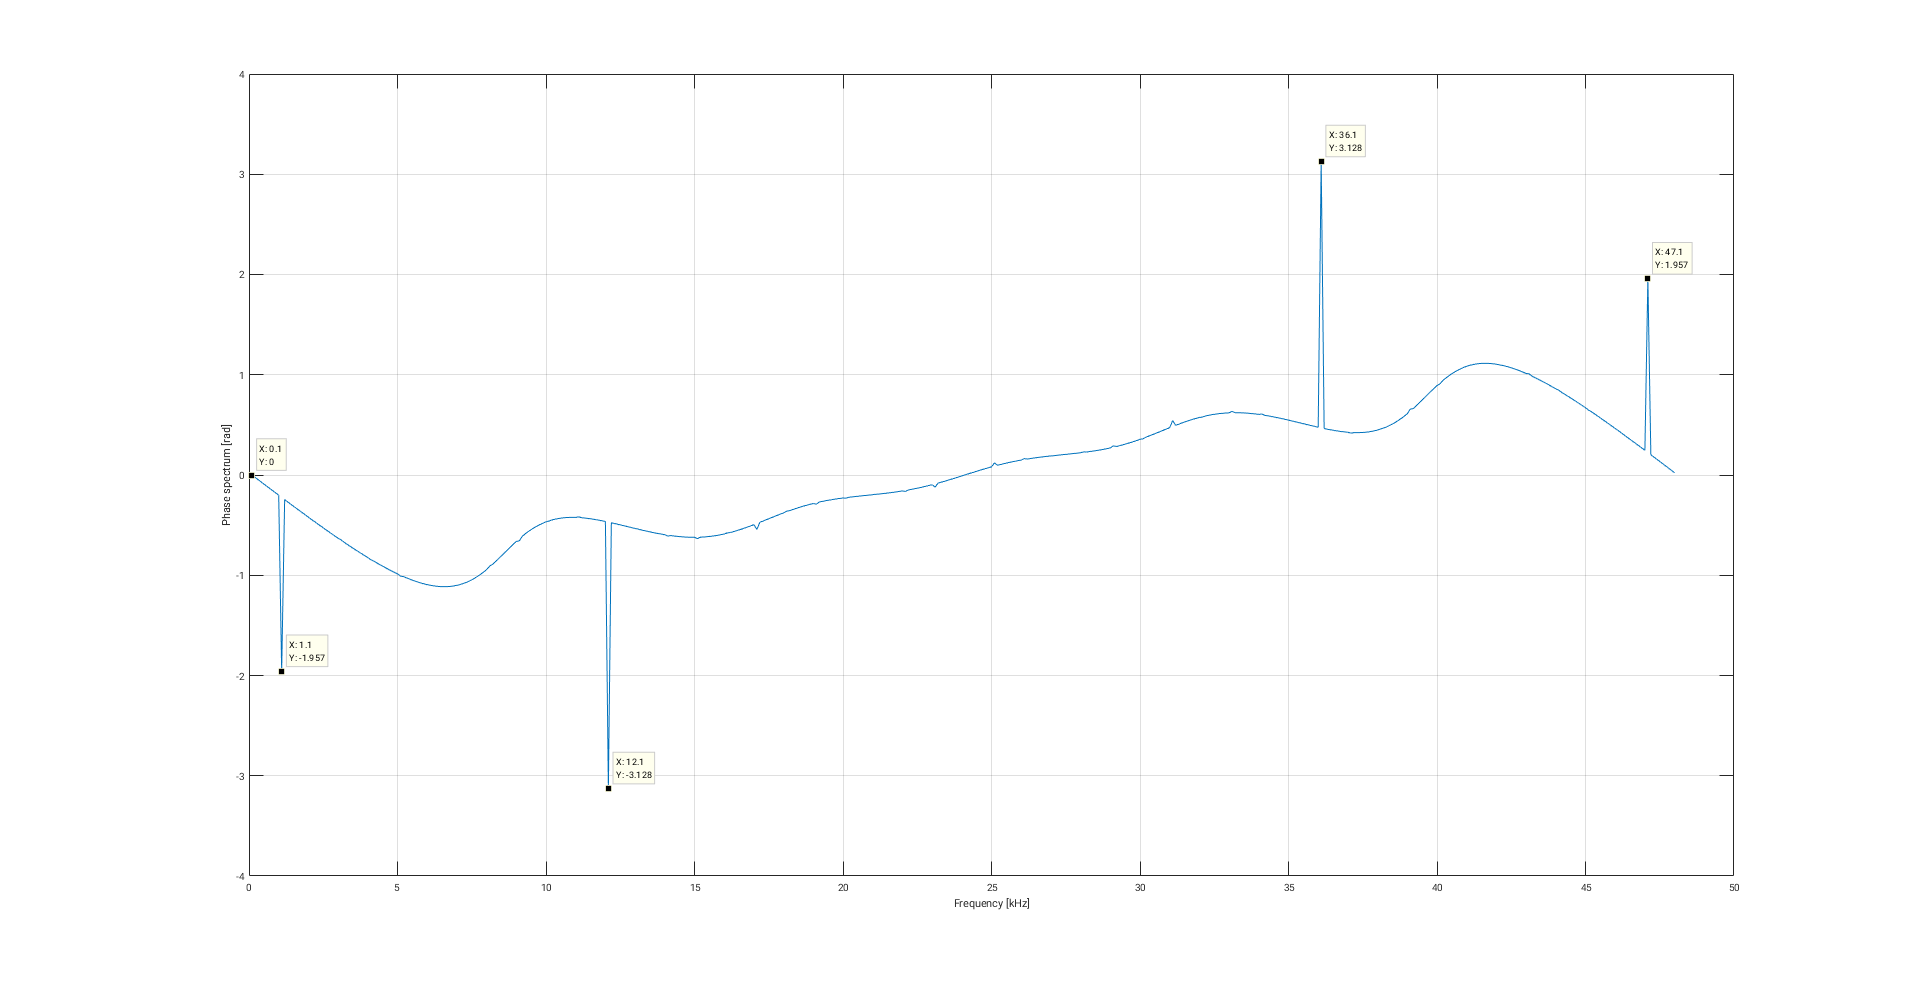 4
X: 36.1
Y: 3.128
3
X: 47.1
Y: 1.957
2
1
X: 0.1
Y: 0
0
Phase spectrum [rad]
-1
X: 1.1
Y: -1.957
-2
X: 12.1
Y: -3.128
-3
-4
0 5 10 15 20 25 30 35 40 45 50
Frequency [kHz]